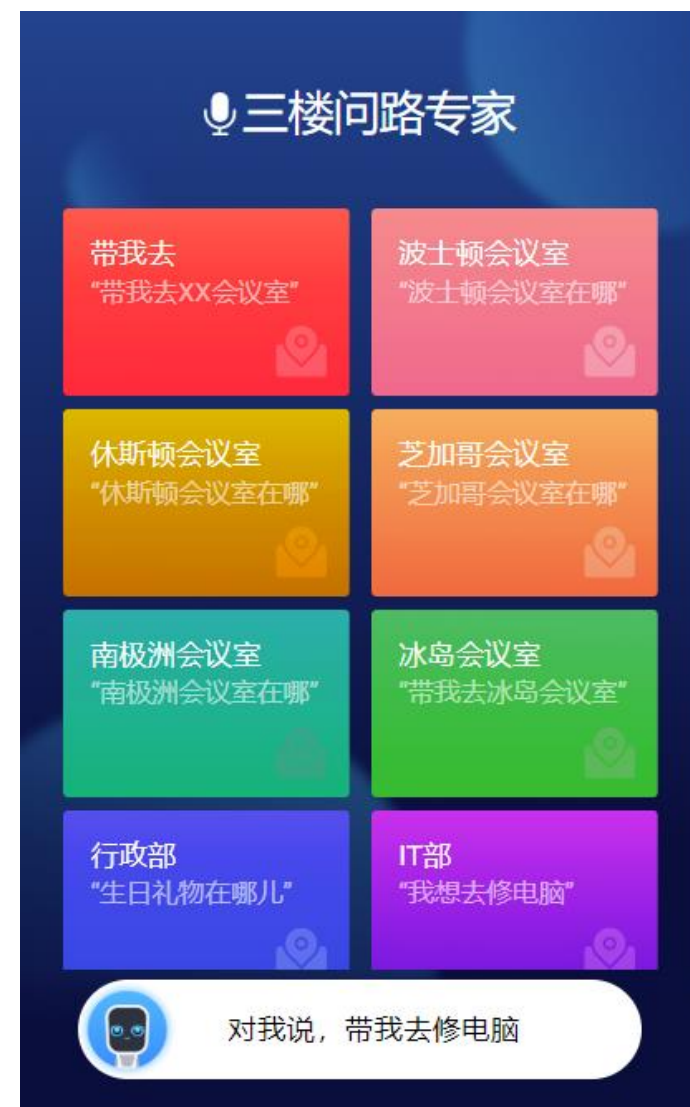 三楼问路专家
带我去
“带我去XX会议室”
波士顿会议室
“波士顿会议室在哪”
休斯顿会议室
“休斯顿会议室在哪”
芝加哥会议室
“芝加哥会议室在哪”
南极洲会议室
“南极洲会议室在哪”
冰岛会议室
“带我去冰岛会议室”
行政部
“生日礼物在哪儿”
IT部
“我想去修电脑”
对我说，带我去修电脑